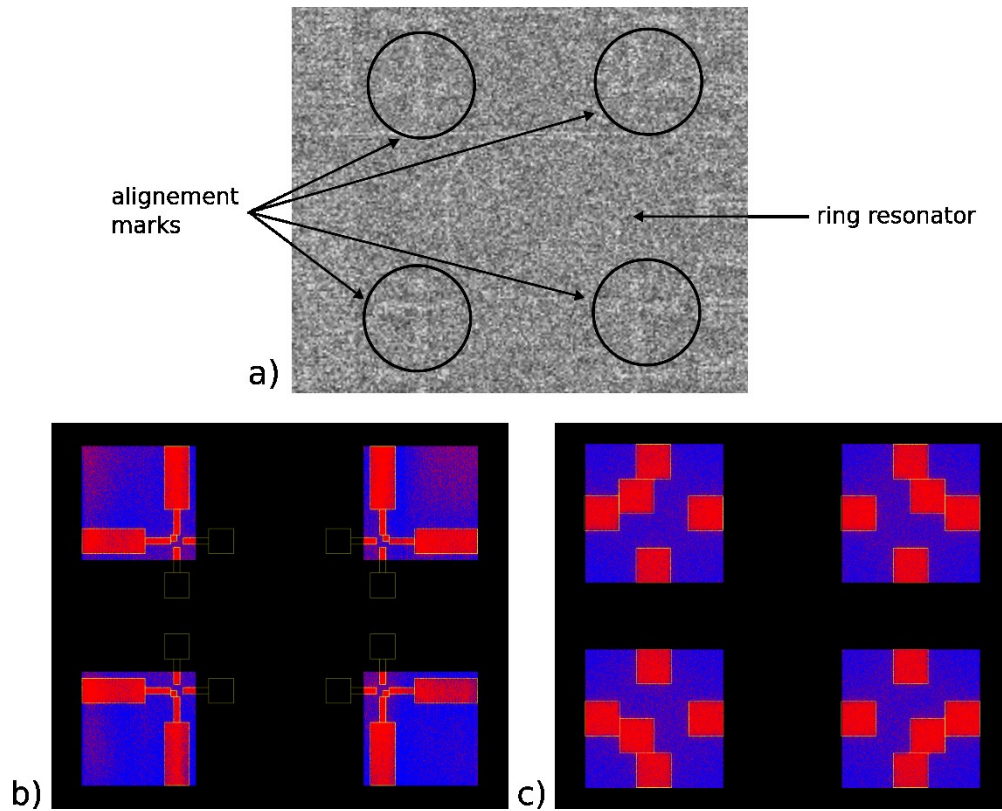 alignement
marks
ring resonator
a)
b)
c)